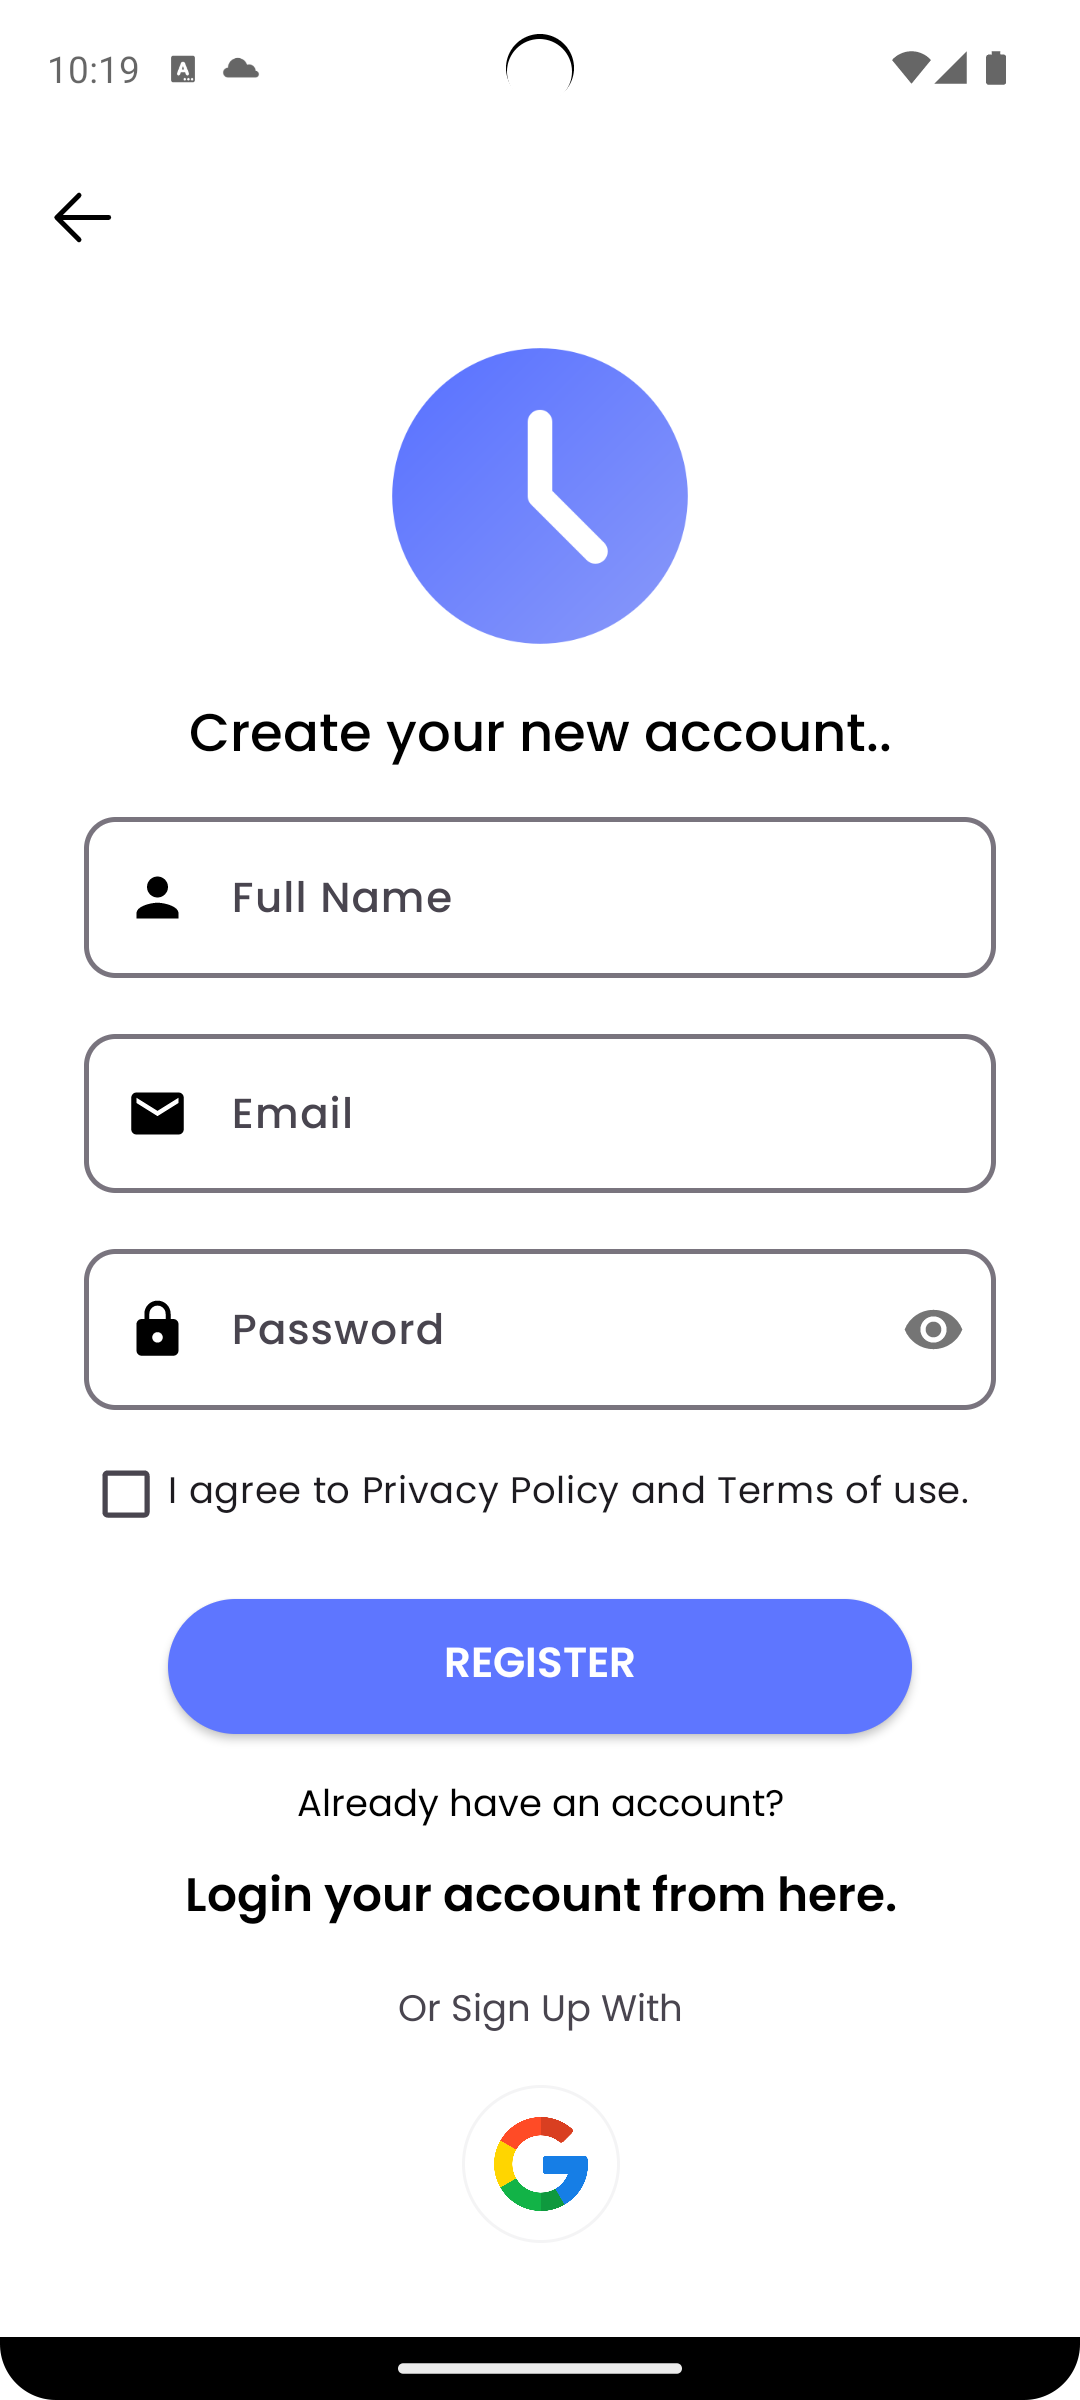 10:19
Create your new account..
Full Name
Email
Password
I agree to Privacy Policy and Terms of use.
REGISTER
Already have an account?
Login your account from here.
Or Sign Up With